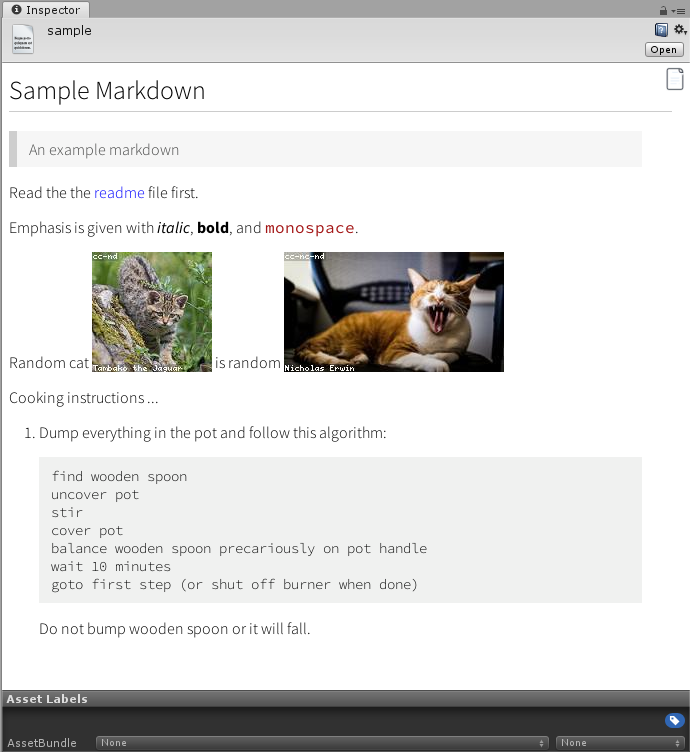 Inspector
sample
Open
Sample Markdown
An example markdown
Read the the readme file first.
Emphasis is given with italic, bold, and monospace.
cc-nd
cc-nc-nd
Tambako the Jaguar
Nicholas Erwin
Random cat is random
Cooking instructions ...
1. Dump everything in the pot and follow this algorithm:
find wooden spoon
uncover pot
stir
cover pot
balance wooden spoon precariously on pot handle
wait 10 minutes
goto first step (or shut off burner when done)
Do not bump wooden spoon or it will fall.
Asset Labels
AssetBundle None None